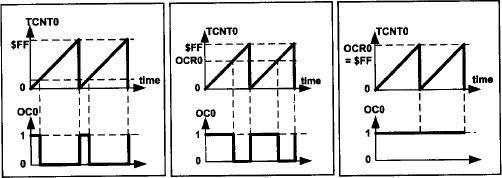 TCNT0
$FF
0
time
OC0
1
0
TCNT0
$FF
OCR0
0
time
OC0
1
0
TCNT0
OCR0
= $FF
0
time
OC0
1
0